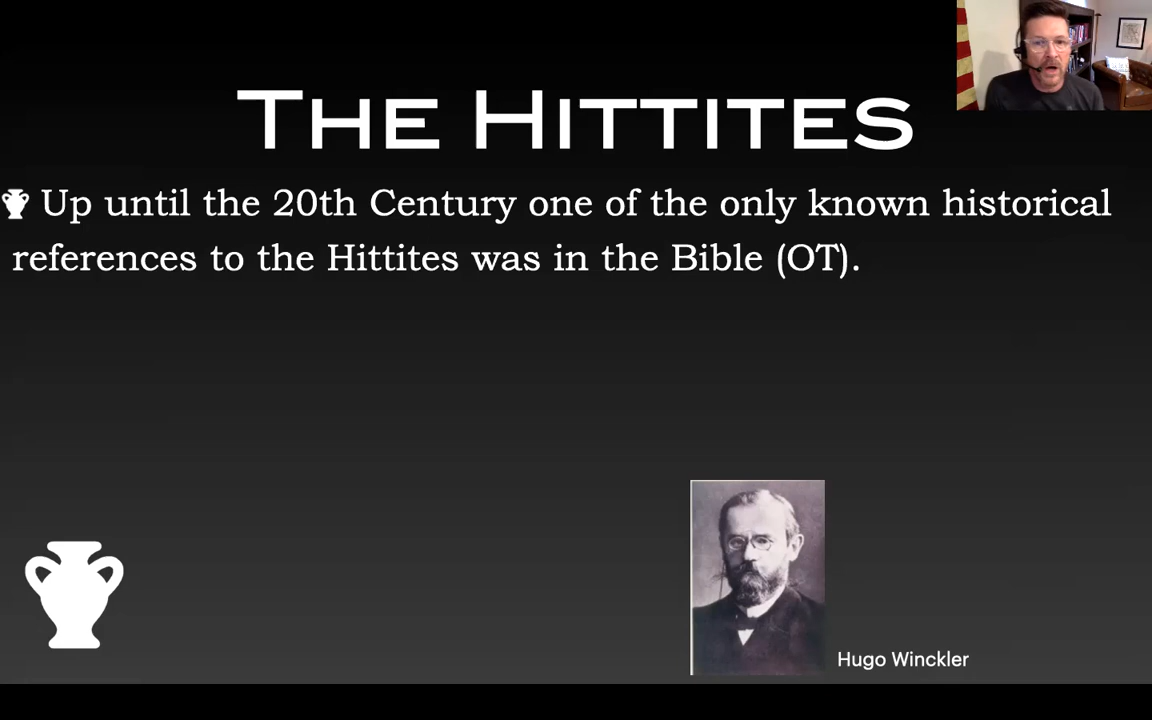 The Hittites
Up until the 20th Century one of the only known historical
references to the Hittites was in the Bible (OT).
Hugo Winckler